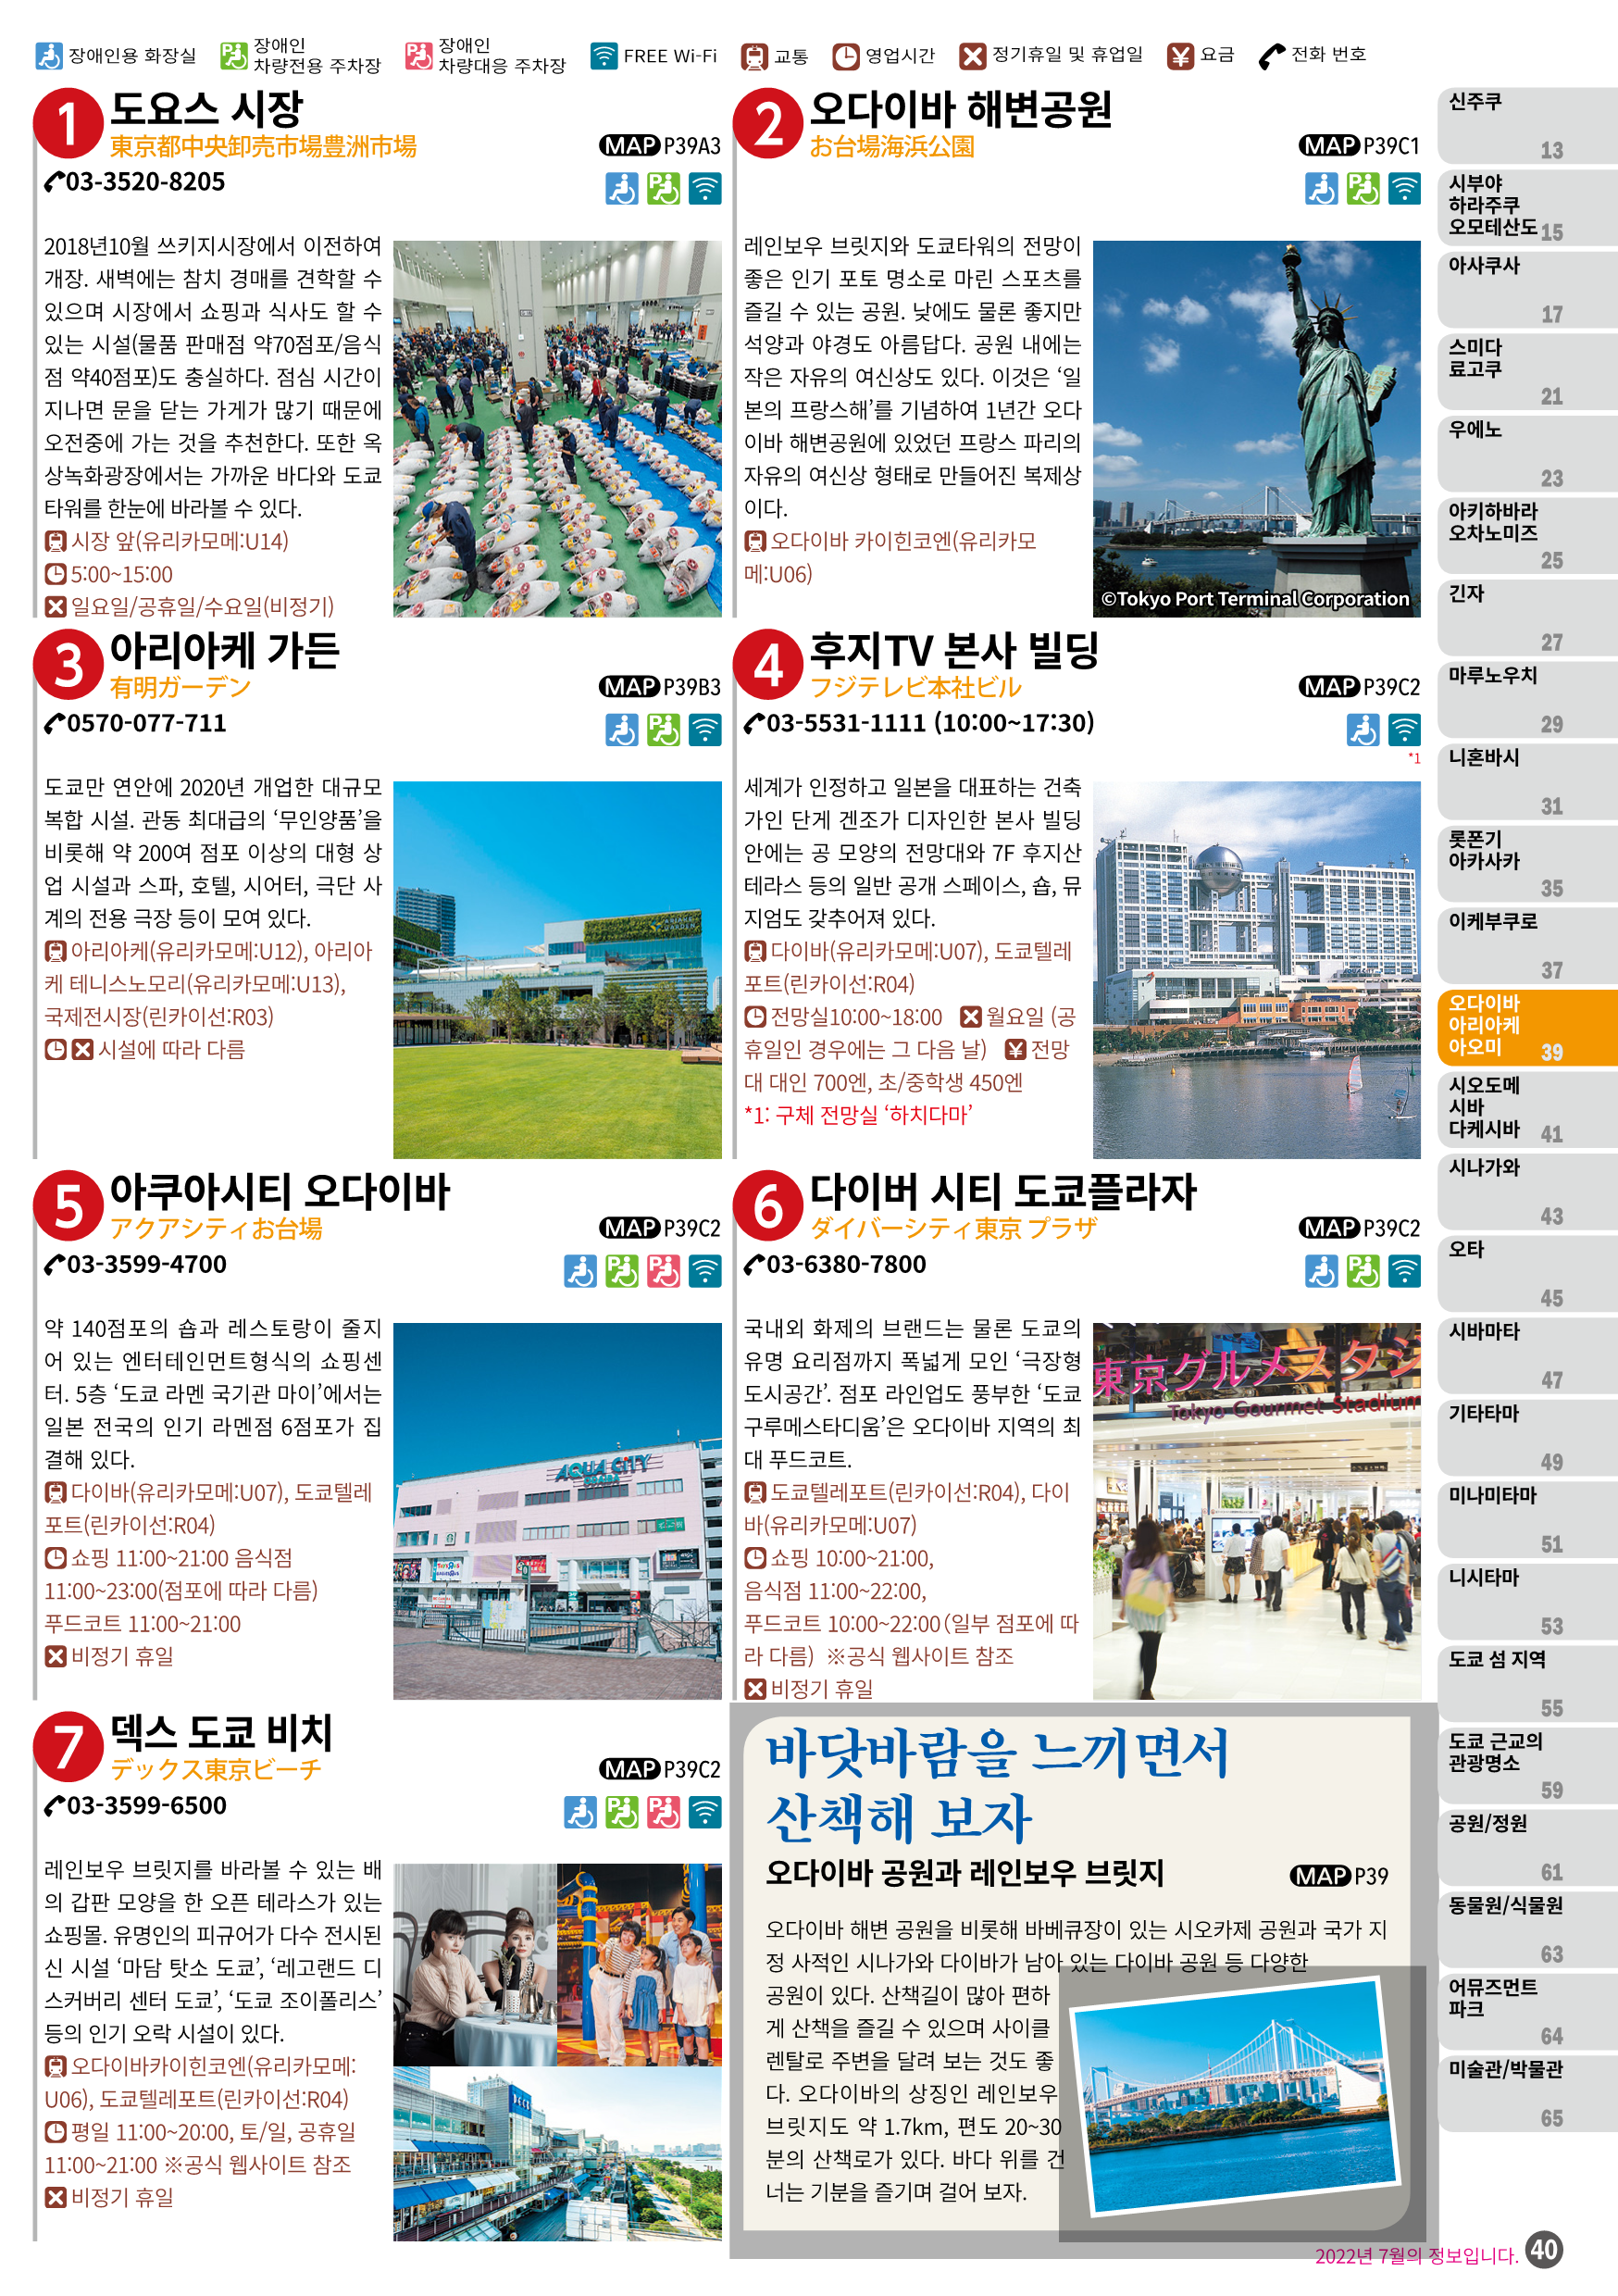 장애인용 화장실
장애인
차량전용 주차장
장애인
차량대응 주차장
FREE Wi-Fi
교통
영업시간
정기휴일 및 휴업일
요금
전화 번호
1 도요스 시장
東京都中央卸売市場豊洲市場
MAP P39A3
03-3520-8205
2018년10월 쓰키지시장에서 이전하여
개장. 새벽에는 참치 경매를 견학할 수
있으며 시장에서 쇼핑과 식사도 할 수
있는 시설(물품 판매점 약70점포/음식
점 약40점포)도 충실하다. 점심 시간이
지나면 문을 닫는 가게가 많기 때문에
오전중에 가는 것을 추천한다. 또한 옥
상녹화광장에서는 가까운 바다와 도쿄
타워를 한눈에 바라볼 수 있다.
시장 앞(유리카모메:U14)
5:00~15:00
일요일/공휴일/수요일(비정기)
2 오다이바 해변공원
お台場海浜公園
MAP P39C1
레인보우 브릿지와 도쿄타워의 전망이
좋은 인기 포토 명소로 마린 스포츠를
즐길 수 있는 공원. 낮에도 물론 좋지만
석양과 야경도 아름답다. 공원 내에는
작은 자유의 여신상도 있다. 이것은 ‘일
본의 프랑스해’를 기념하여 1년간 오다
이바 해변공원에 있었던 프랑스 파리의
자유의 여신상 형태로 만들어진 복제상
이다.
오다이바 카이힌코엔(유리카모
메:U06)
©Tokyo Port Terminal Corporation
3 아리아케 가든
有明ガーデン
MAP P39B3
0570-077-711
도쿄만 연안에 2020년 개업한 대규모
복합 시설. 관동 최대급의 ‘무인양품’을
비롯해 약 200여 점포 이상의 대형 상
업 시설과 스파, 호텔, 시어터, 극단 사
계의 전용 극장 등이 모여 있다.
아리아케(유리카모메:U12), 아리아
케 테니스노모리(유리카모메:U13),
국제전시장(린카이선:R03)
시설에 따라 다름
4 후지TV 본사 빌딩
フジテレビ本社ビル
MAP P39C2
03-5531-1111 (10:00~17:30)
*1
세계가 인정하고 일본을 대표하는 건축
가인 단게 겐조가 디자인한 본사 빌딩
안에는 공 모양의 전망대와 7F 후지산
테라스 등의 일반 공개 스페이스, 숍, 뮤
지엄도 갖추어져 있다.
다이바(유리카모메:U07), 도쿄텔레
포트(린카이선:R04)
전망실10:00~18:00 월요일 (공
휴일인 경우에는 그 다음 날) 전망
대 대인 700엔, 초/중학생 450엔
*1: 구체 전망실 ‘하치다마’
5 아쿠아시티 오다이바
アクアシティお台場
MAP P39C2
03-3599-4700
약 140점포의 숍과 레스토랑이 줄지
어 있는 엔터테인먼트형식의 쇼핑센
터. 5층 ‘도쿄 라멘 국기관 마이’에서는
일본 전국의 인기 라멘점 6점포가 집
결해 있다.
다이바(유리카모메:U07), 도쿄텔레
포트(린카이선:R04)
쇼핑 11:00~21:00 음식점
11:00~23:00(점포에 따라 다름)
푸드코트 11:00~21:00
비정기 휴일
AQUA CiTY
6 다이버 시티 도쿄플라자
ダイバーシティ東京 プラザ
MAP P39C2
03-6380-7800
국내외 화제의 브랜드는 물론 도쿄의
유명 요리점까지 폭넓게 모인 ‘극장형
도시공간’. 점포 라인업도 풍부한 ‘도쿄
구루메스타디움’은 오다이바 지역의 최
대 푸드코트.
도쿄텔레포트(린카이선:R04), 다이
바(유리카모메:U07)
쇼핑 10:00~21:00,
음식점 11:00~22:00,
푸드코트 10:00~22:00(일부 점포에 따
라 다름) ※공식 웹사이트 참조
비정기 휴일
東京グルメスタジ
Tokyo Gourmet Stadium
7 덱스 도쿄 비치
デックス東京ビーチ
MAP P39C2
03-3599-6500
레인보우 브릿지를 바라볼 수 있는 배
의 갑판 모양을 한 오픈 테라스가 있는
쇼핑몰. 유명인의 피규어가 다수 전시된
신 시설 ‘마담 탓소 도쿄’, ‘레고랜드 디
스커버리 센터 도쿄’, ‘도쿄 조이폴리스’
등의 인기 오락 시설이 있다.
오다이바카이힌코엔(유리카모메:
U06), 도쿄텔레포트(린카이선:R04)
평일 11:00~20:00, 토/일, 공휴일
11:00~21:00 ※공식 웹사이트 참조
비정기 휴일
바닷바람을 느끼면서
산책해 보자
오다이바 공원과 레인보우 브릿지
MAP P39
오다이바 해변 공원을 비롯해 바베큐장이 있는 시오카제 공원과 국가 지
정 사적인 시나가와 다이바가 남아 있는 다이바 공원 등 다양한
공원이 있다. 산책길이 많아 편하
게 산책을 즐길 수 있으며 사이클
렌탈로 주변을 달려 보는 것도 좋
다. 오다이바의 상징인 레인보우
브릿지도 약 1.7km, 편도 20~30
분의 산책로가 있다. 바다 위를 건
너는 기분을 즐기며 걸어 보자.
신주쿠
13
시부야
하라주쿠
오모테산도 15
아사쿠사
17
스미다
료고쿠
21
우에노
23
아키하바라
오차노미즈
25
긴자
27
마루노우치
29
니혼바시
31
롯폰기
아카사카
35
이케부쿠로
37
오다이바
아리아케
아오미 39
시오도메
시바
다케시바 41
시나가와
43
오타
45
시바마타
47
기타타마
49
미나미타마
51
니시타마
53
도쿄 섬 지역
55
도쿄 근교의
관광명소
59
공원/정원
61
동물원/식물원
63
어뮤즈먼트
파크
64
미술관/박물관
65
2022년 7월의 정보입니다. 40